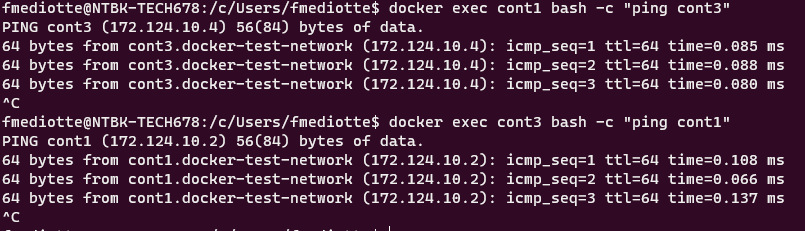 fmediotte@NTBK-TECH678:/c/Users/fmediotte$ docker exec cont1 bash -c "ping cont3"
PING cont3 (172.124.10.4) 56(84) bytes of data.
64 bytes from cont3.docker-test-network (172.124.10.4): icmp_seq=1 ttl=64 time=0.085 ms
64 bytes from cont3.docker-test-network (172.124.10.4): icmp_seq=2 ttl=64 time=0.088 ms
64 bytes from cont3.docker-test-network (172.124.10.4): icmp_seq=3 ttl=64 time=0.080 ms
^C
fmediotte@NTBK-TECH678:/c/Users/fmediotte$ docker exec cont3 bash -c "ping cont1"
PING cont1 (172.124.10.2) 56(84) bytes of data.
64 bytes from cont1.docker-test-network (172.124.10.2): icmp_seq=1 ttl=64 time=0.108 ms
64 bytes from cont1.docker-test-network (172.124.10.2): icmp_seq=2 ttl=64 time=0.066 ms
64 bytes from cont1.docker-test-network (172.124.10.2): icmp_seq=3 ttl=64 time=0.137 ms
^C